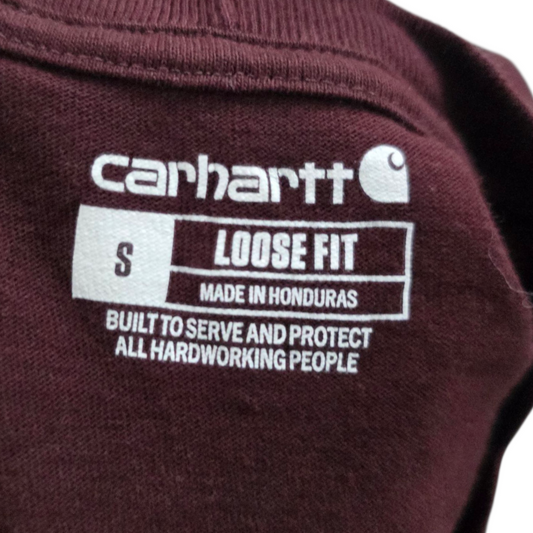 carhartt
S
LOOSE FIT
MADE IN HONDURAS
BUILT TO SERVE AND PROTECT
ALL HARDWORKING PEOPLE